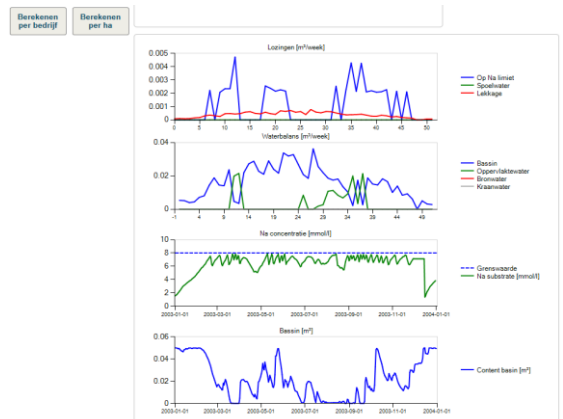 Berekenen
per bedrijf
Berekenen
per ha
Lozingen [m³/week]
0.005
0.004
0.003
0.002
0.001
0
0 5 10 15 20 25 30 35 40 45 50
Op Na limiet
Spoelwater
Lekkage
Waterbalans [m³/week]
0.04
0.02
0
-1 4 9 14 19 24 29 34 39 44 49
Bassin
Oppervlaktewater
Bronwater
Kraanwater
Na concentratie [mmol/l]
10
8
6
4
2
0
2003-01-01 2003-03-01 2003-05-01 2003-07-01 2003-09-01 2003-11-01 2004-01-01
Grenswaarde
Na substrate [mmol/l]
Bassin [m³]
0.06
0.04
0.02
0
2003-01-01 2003-03-01 2003-05-01 2003-07-01 2003-09-01 2003-11-01 2004-01-01
Content basin [m³]